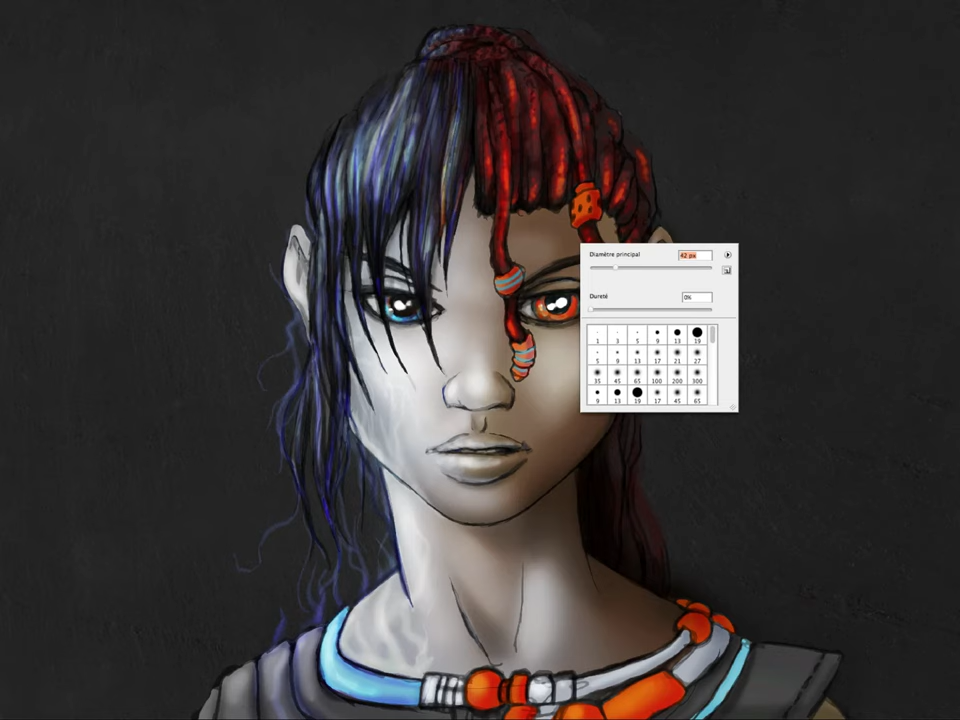 Diamètre principal
42 px
Dureté
0%
1 3 5 9 13 19
5 9 13 17 21 27
35 45 65 100 200 300
9 13 19 17 45 65